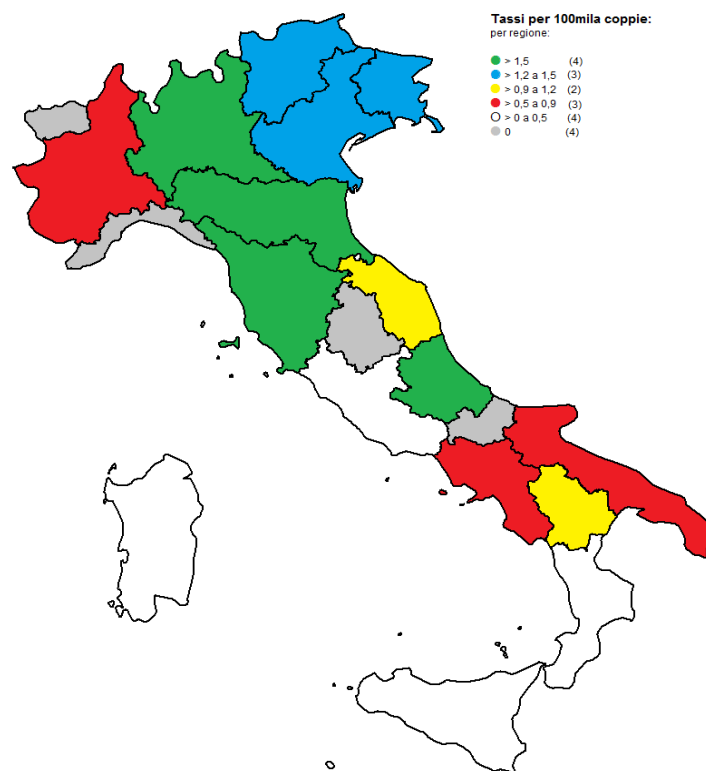 Tassi per 100mila coppie:
per regione:
> 1,5 (4)
> 1,2 a 1,5 (3)
> 0,9 a 1,2 (2)
> 0,5 a 0,9 (3)
> 0 a 0,5 (4)
0 (4)